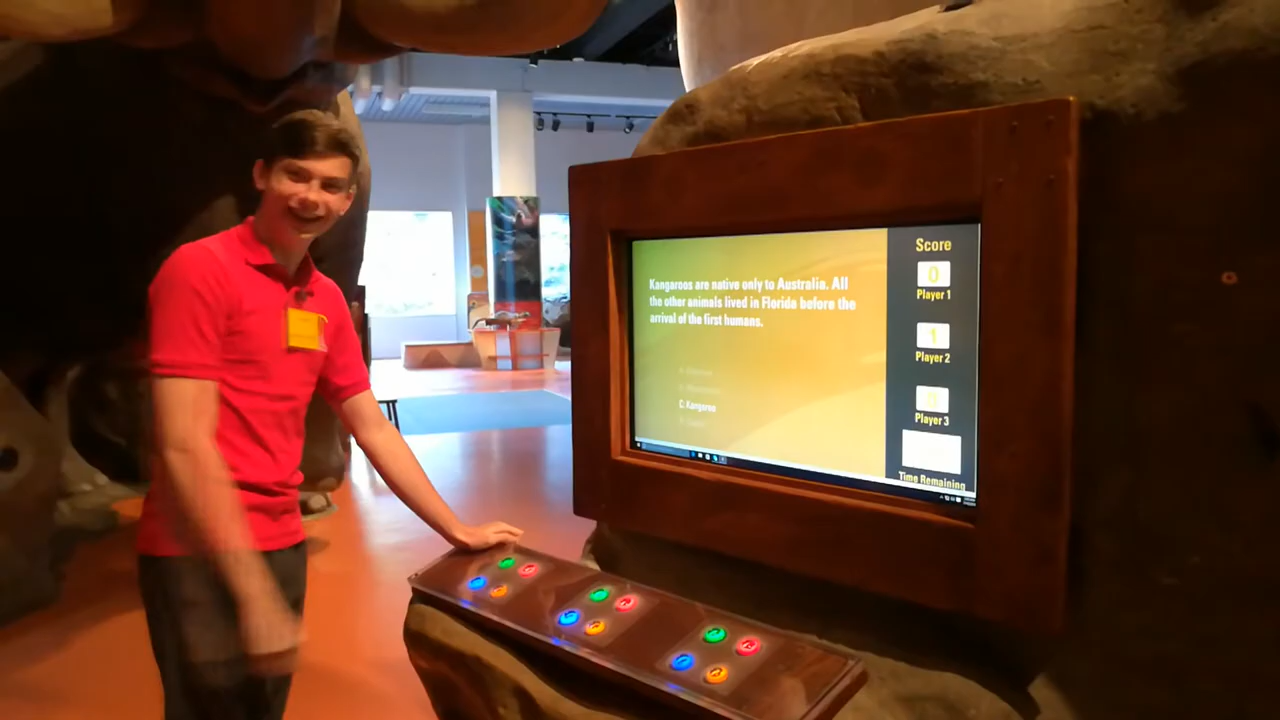 Kangaroos are native only to Australia. All
the other animals lived in Florida before the
arrival of the first humans.
C: Kangaroo
Score
0
Player 1
1
Player 2
Player 3
Time Remaining